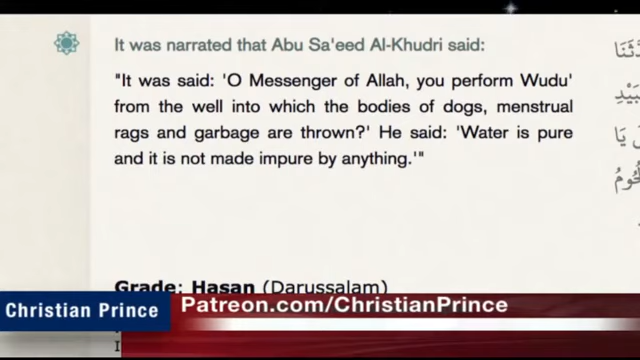 It was narrated that Abu Sa'eed Al-Khudri said:
"It was said: 'O Messenger of Allah, you perform Wudu'
from the well into which the bodies of dogs, menstrual
rags and garbage are thrown?' He said: 'Water is pure
and it is not made impure by anything.'"
Grade: Hasan (Darussalam)
Christian Prince
Patreon.com/ChristianPrince